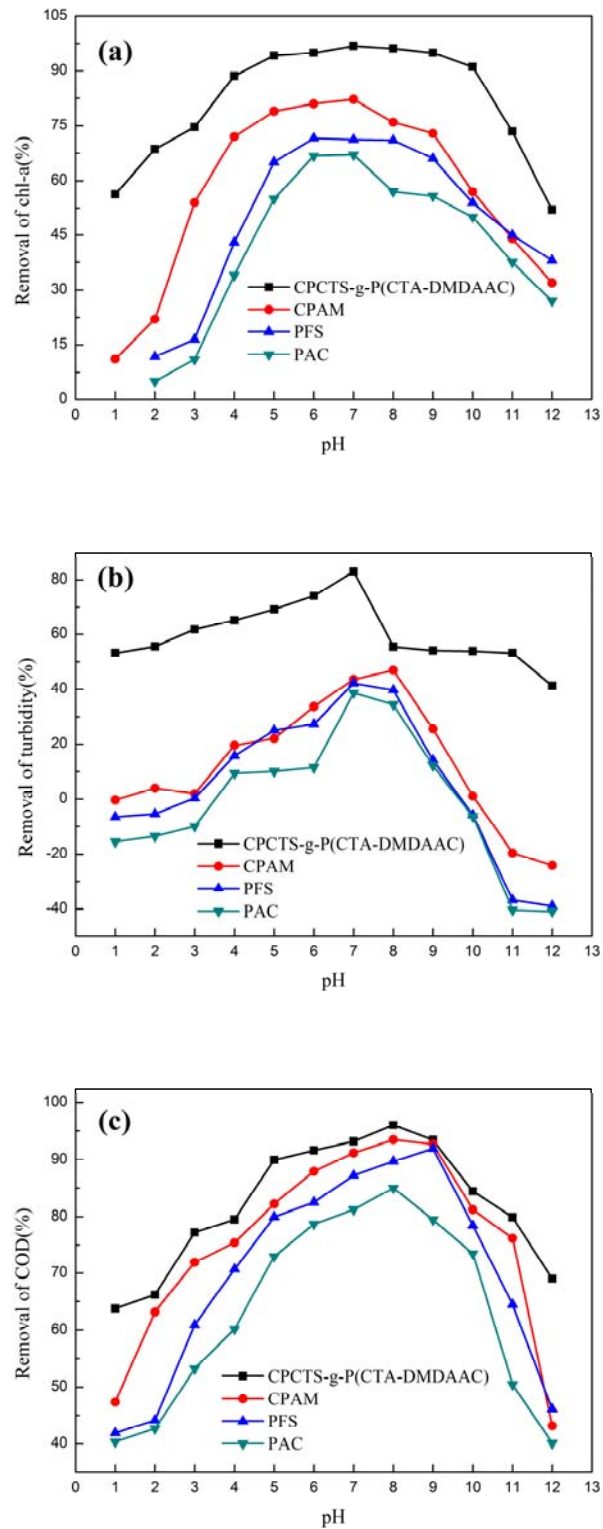 (a)
Removal of chl-a(%)
105
90
75
60
45
30
15
0
CPCTS-g-P(CTA-DMDAAC)
CPAM
PFS
PAC
0 1 2 3 4 5 6 7 8 9 10 11 12 13
pH
(b)
Removal of turbidity(%)
80
60
40
20
0
-20
-40
CPCTS-g-P(CTA-DMDAAC)
CPAM
PFS
PAC
0 1 2 3 4 5 6 7 8 9 10 11 12 13
pH
(c)
Removal of COD(%)
100
90
80
70
60
50
40
CPCTS-g-P(CTA-DMDAAC)
CPAM
PFS
PAC
0 1 2 3 4 5 6 7 8 9 10 11 12 13
pH